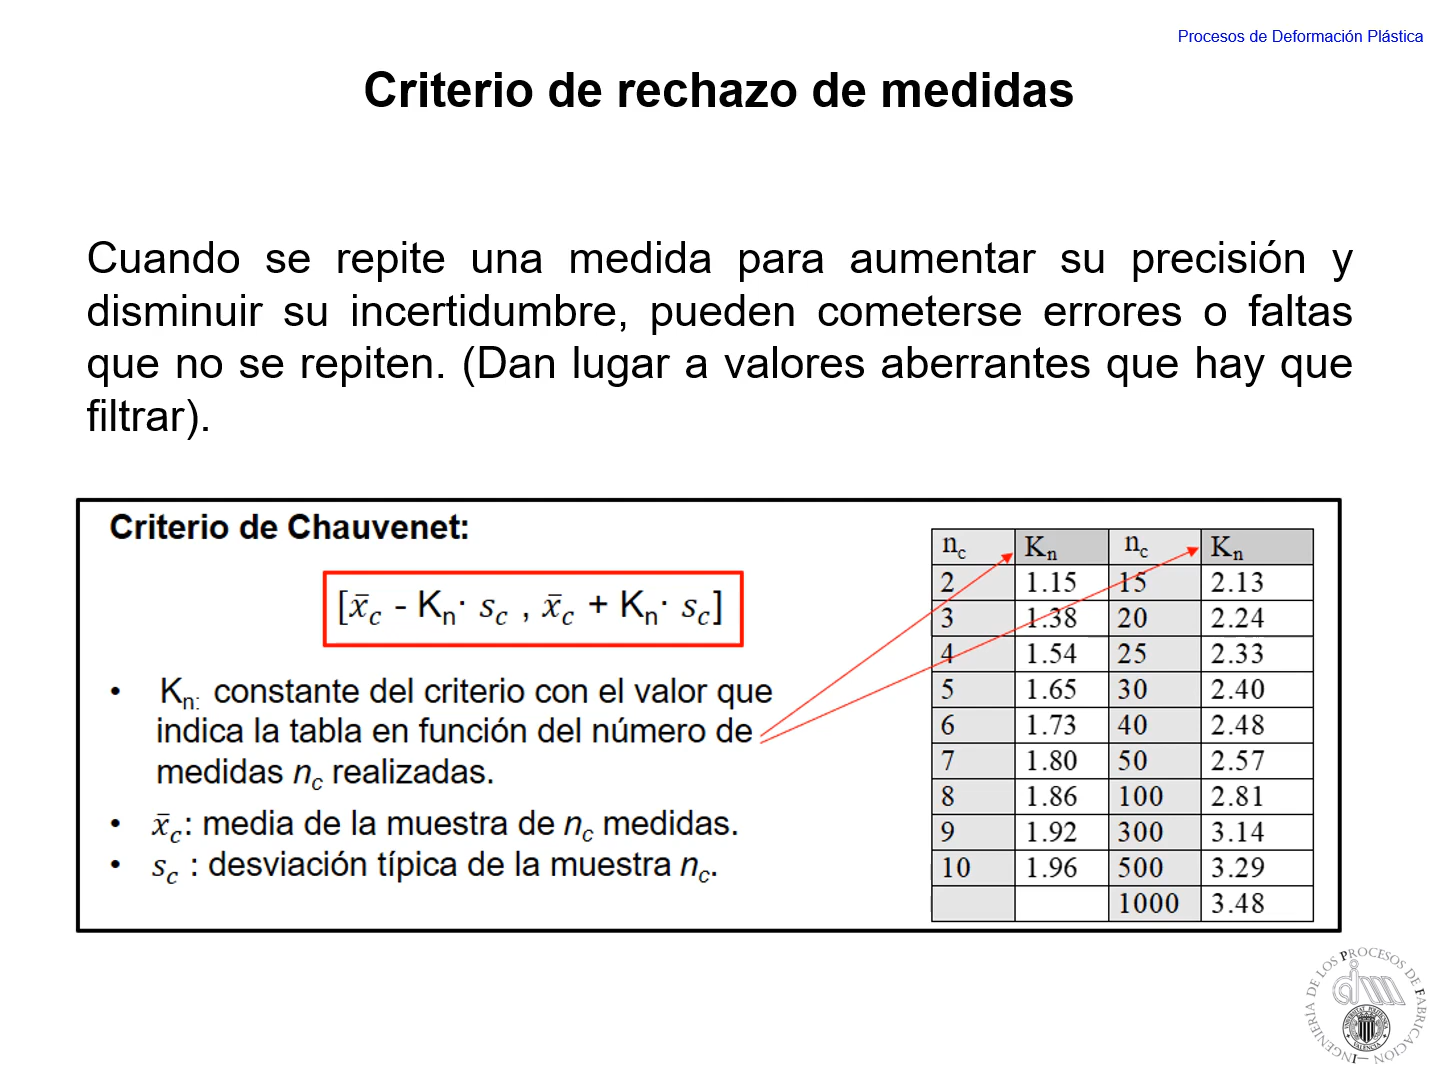 Procesos de Deformación Plástica
Criterio de rechazo de medidas
Cuando se repite una medida para aumentar su precisión y
disminuir su incertidumbre, pueden cometerse errores o faltas
que no se repiten. (Dan lugar a valores aberrantes que hay que
filtrar).
Criterio de Chauvenet:
[x̄c - Kn· sc , x̄c + Kn· sc]
• Kn: constante del criterio con el valor que
indica la tabla en función del número de
medidas nc realizadas.
• x̄c: media de la muestra de nc medidas.
• sc : desviación típica de la muestra nc.
nc Kn nc Kn
2 1.15 15 2.13
3 1.38 20 2.24
4 1.54 25 2.33
5 1.65 30 2.40
6 1.73 40 2.48
7 1.80 50 2.57
8 1.86 100 2.81
9 1.92 300 3.14
10 1.96 500 3.29
1000 3.48
INGENIERÍA DE LOS PROCESOS DE FABRICACIÓN